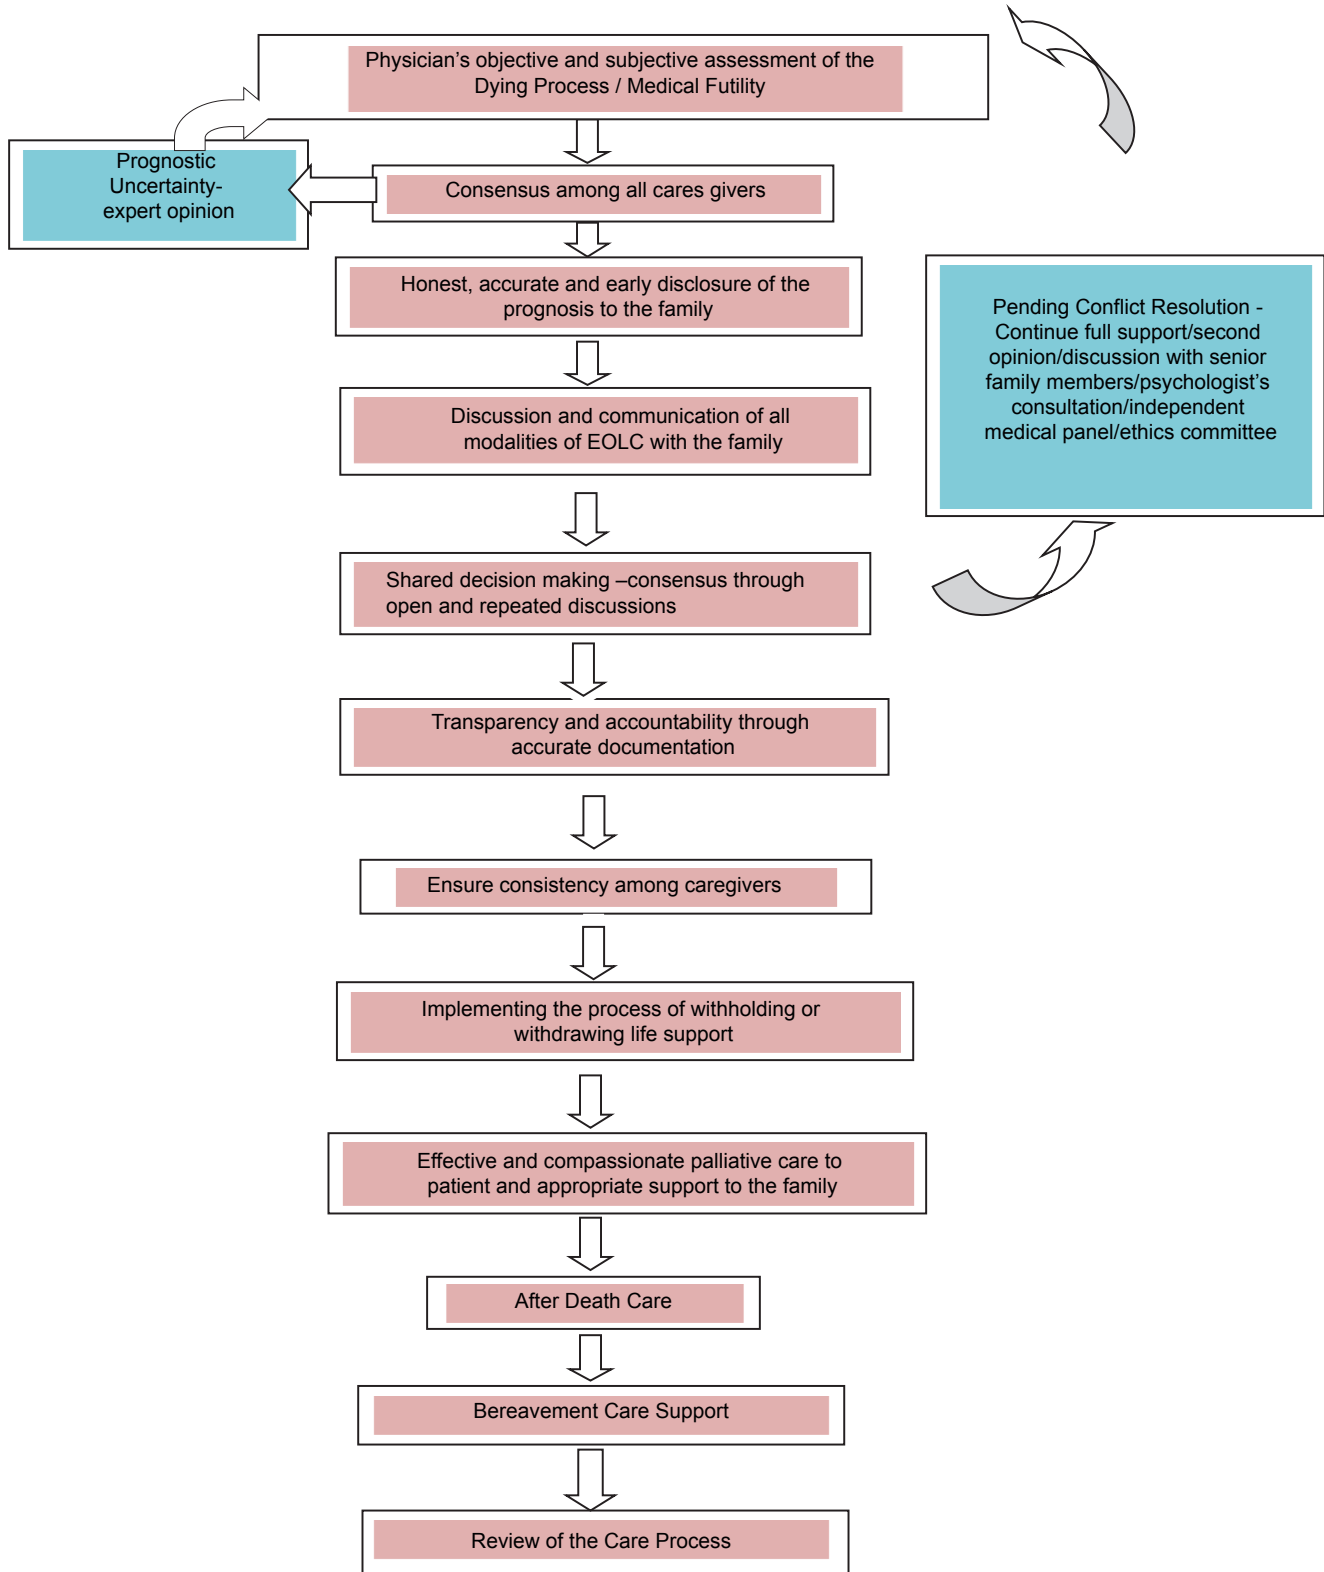 Physician’s objective and subjective assessment of the
Dying Process / Medical Futility
Prognostic
Uncertainty-
expert opinion
Consensus among all cares givers
Honest, accurate and early disclosure of the
prognosis to the family
Pending Conflict Resolution -
Continue full support/second
opinion/discussion with senior
family members/psychologist’s
consultation/independent
medical panel/ethics committee
Discussion and communication of all
modalities of EOLC with the family
Shared decision making –consensus through
open and repeated discussions
Transparency and accountability through
accurate documentation
Ensure consistency among caregivers
Implementing the process of withholding or
withdrawing life support
Effective and compassionate palliative care to
patient and appropriate support to the family
After Death Care
Bereavement Care Support
Review of the Care Process